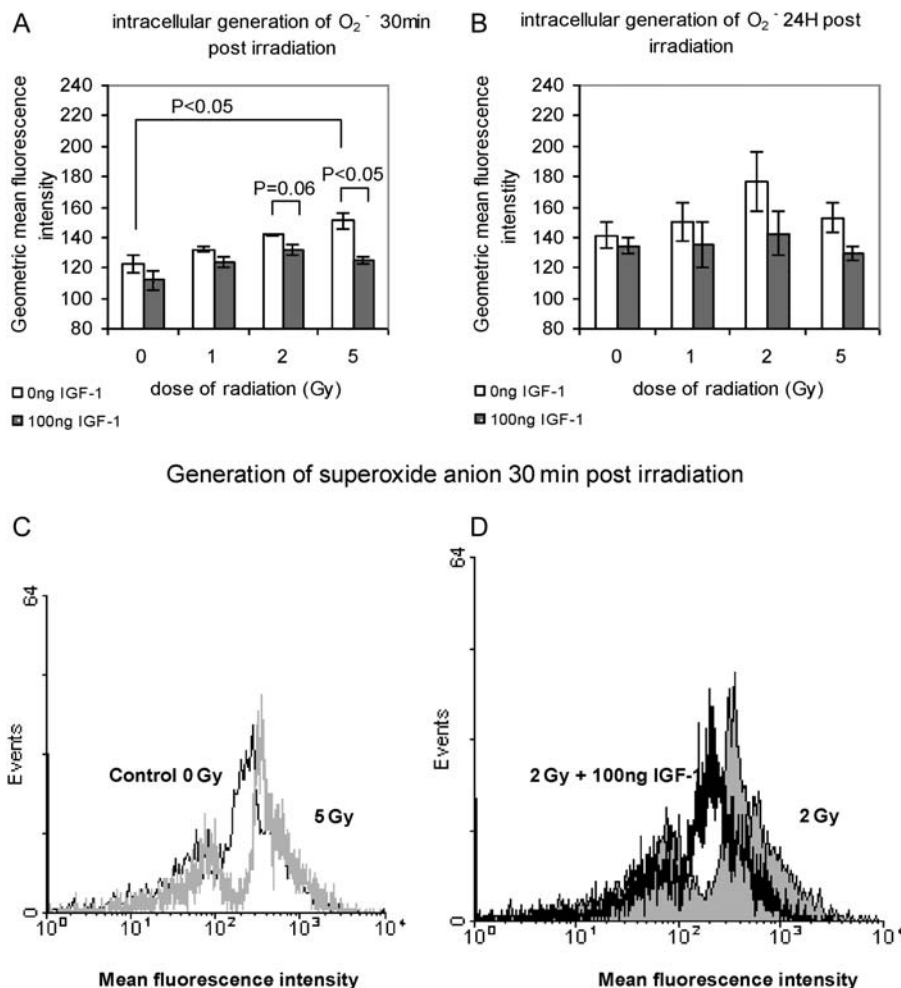 A
intracellular generation of O₂⁻ 30min
post irradiation
Geometric mean fluorescence
intensity
240
220
200
180
160
140
120
100
80
P<0.05
P=0.06
P<0.05
0
1
2
5
dose of radiation (Gy)
0ng IGF-1
100ng IGF-1
B
intracellular generation of O₂⁻ 24H post
irradiation
Geometric mean fluorescence
intenstity
240
220
200
180
160
140
120
100
80
0
1
2
5
dose of radiation (Gy)
0ng IGF-1
100ng IGF-1
Generation of superoxide anion 30 min post irradiation
C
64
Events
0
Control 0 Gy
5 Gy
10⁰
10¹
10²
10³
10⁴
Mean fluorescence intensity
D
64
Events
0
2 Gy + 100ng IGF-1
2 Gy
10⁰
10¹
10²
10³
10⁴
Mean fluorescence intensity